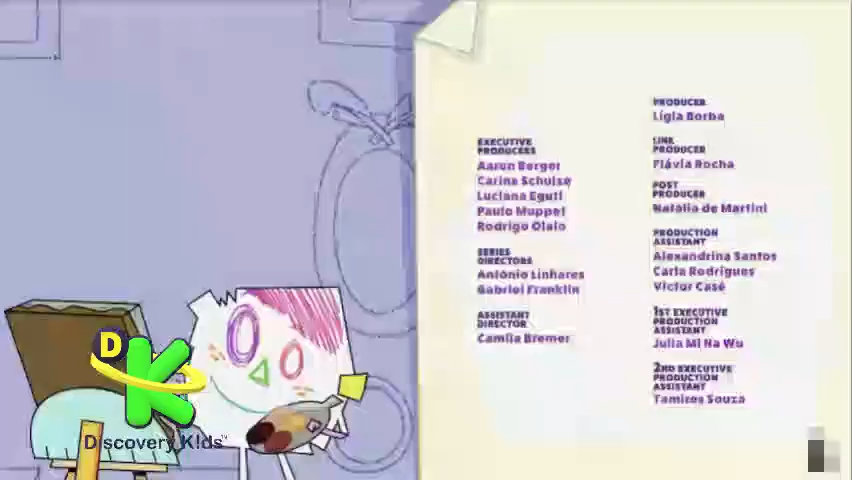 EXECUTIVE
PRODUCERS
Aaron Berger
Carina Schulze
Luciana Eguti
Paulo Muppet
Rodrigo Olaio
SERIES
DIRECTORS
Antônio Linhares
Gabriel Franklin
ASSISTANT
DIRECTOR
Camila Bremer
PRODUCER
Ligia Borba
LINE
PRODUCER
Flávia Rocha
POST
PRODUCER
Natália de Martini
PRODUCTION
ASSISTANT
Alexandrina Santos
Carla Rodrigues
Victor Casé
1ST EXECUTIVE
PRODUCTION
ASSISTANT
Julia Mi Na Wu
2ND EXECUTIVE
PRODUCTION
ASSISTANT
Tamires Souza
D
K
Discovery K!ds™